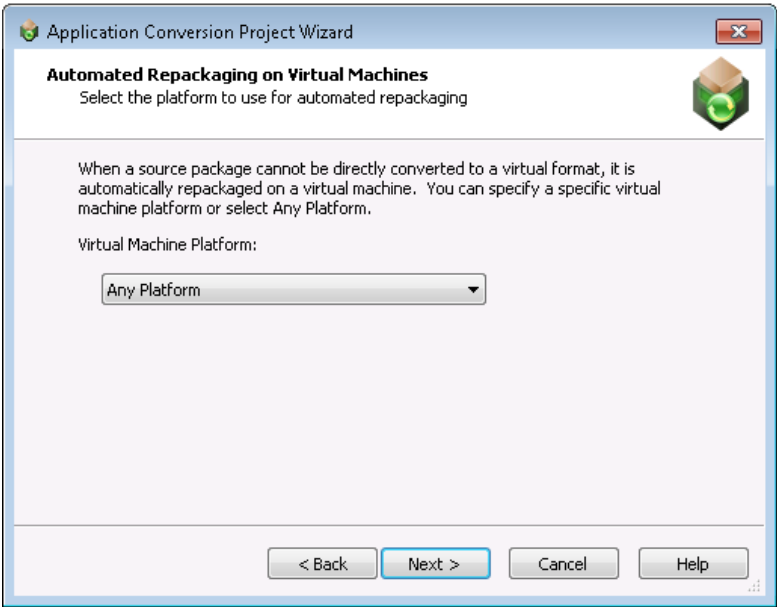 Application Conversion Project Wizard
Automated Repackaging on Virtual Machines
Select the platform to use for automated repackaging
When a source package cannot be directly converted to a virtual format, it is
automatically repackaged on a virtual machine.  You can specify a specific virtual
machine platform or select Any Platform.
Virtual Machine Platform:
Any Platform
< Back Next > Cancel Help